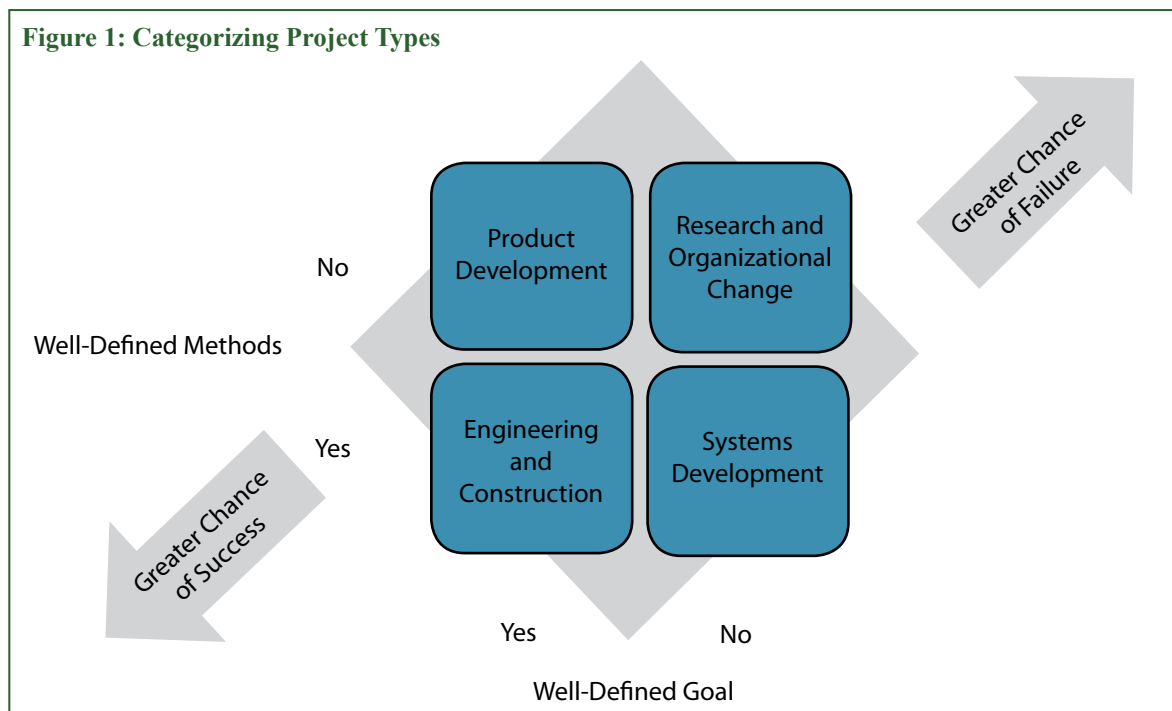 Figure 1: Categorizing Project Types
Greater Chance
of Failure
Product
Development
Research and
Organizational
Change
No
Well-Defined Methods
Yes
Engineering
and
Construction
Systems
Development
Greater Chance
of Success
Yes
No
Well-Defined Goal